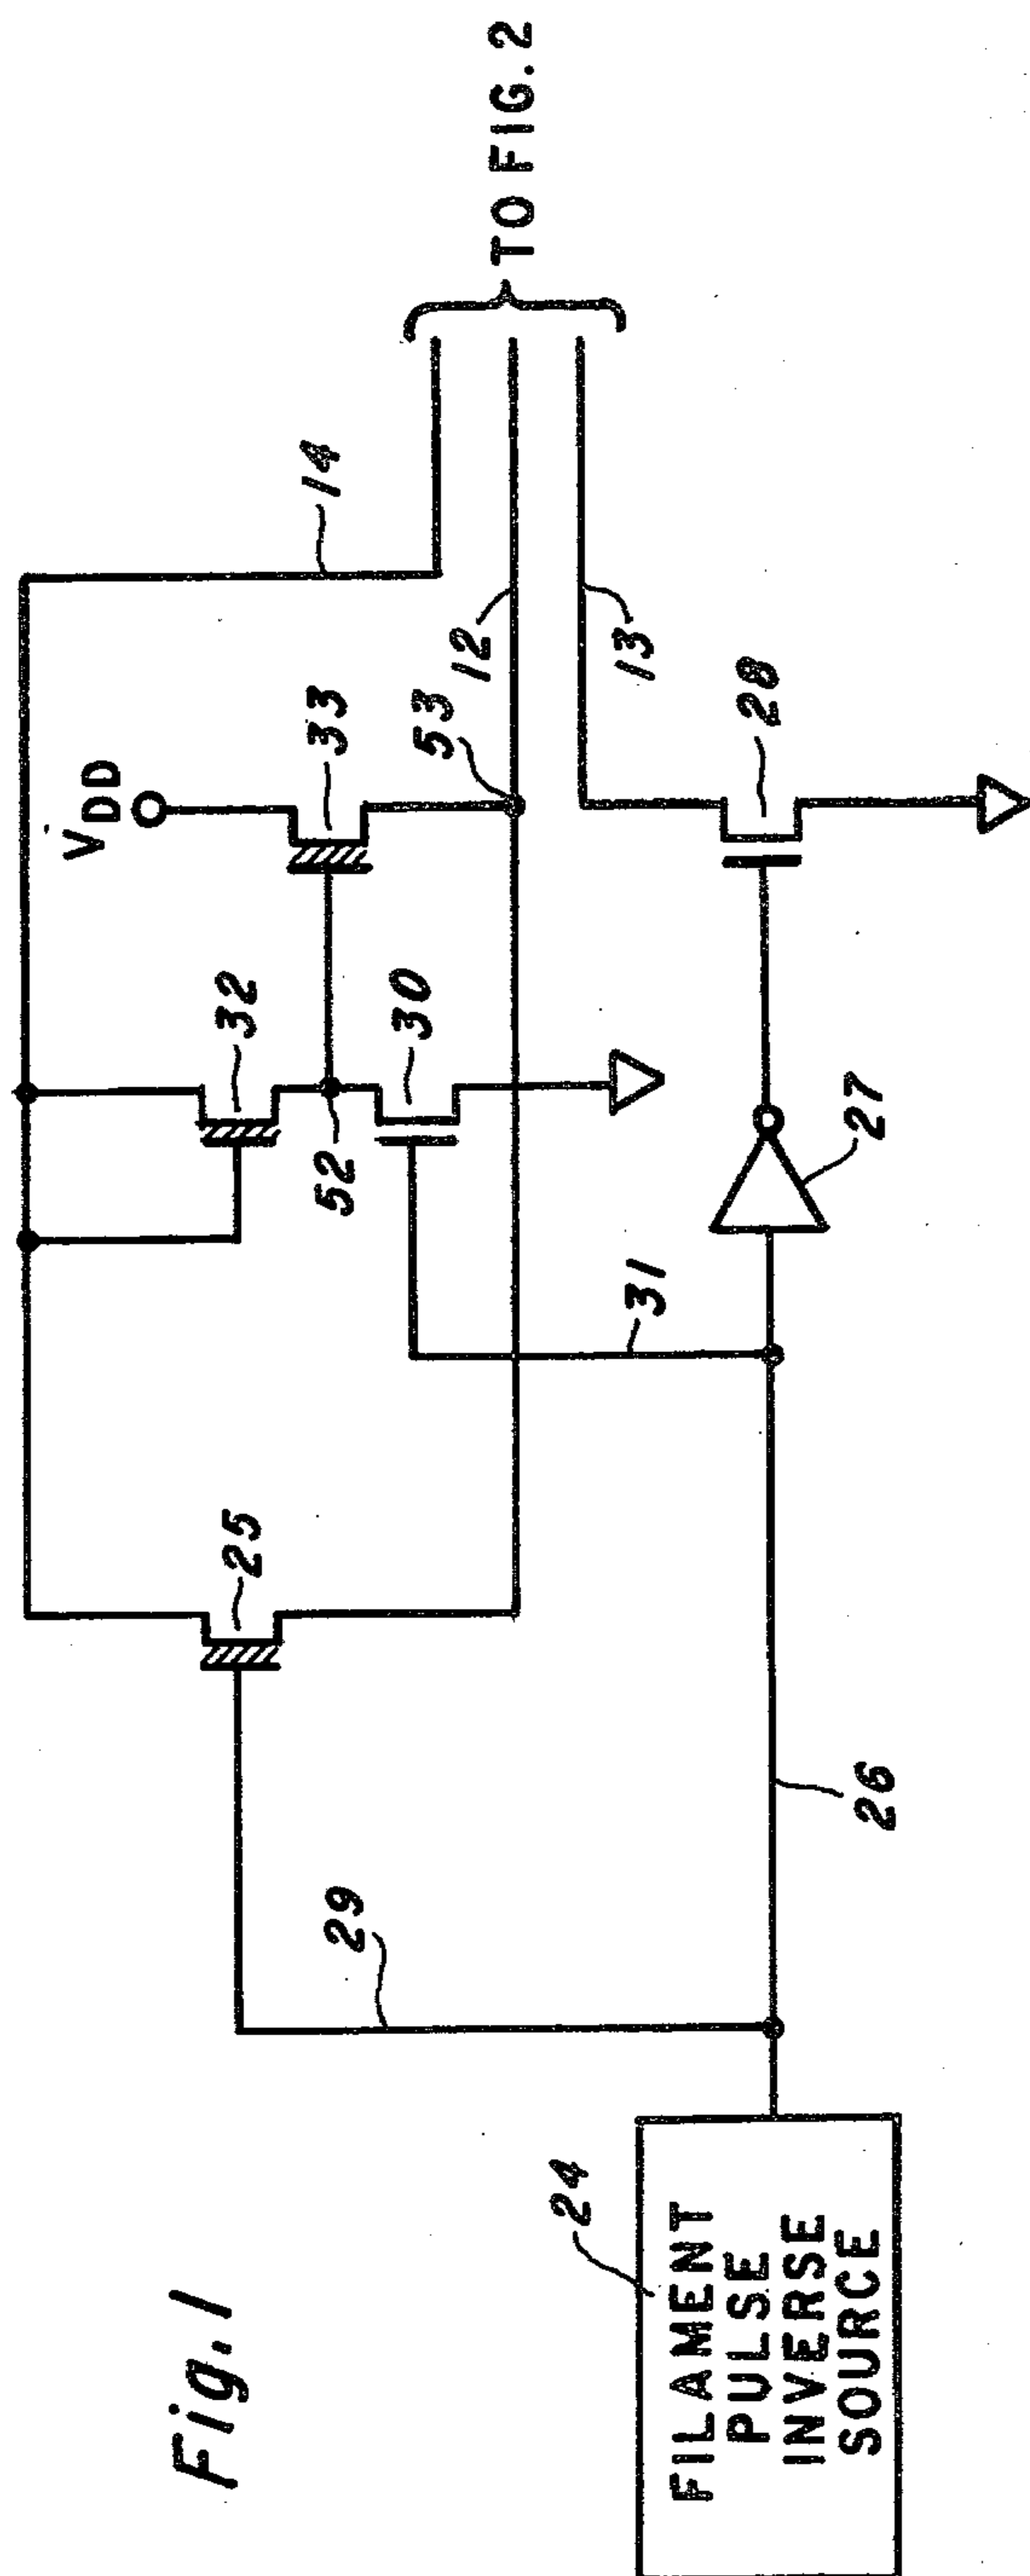 Fig. 1
FILAMENT
PULSE
INVERSE
SOURCE
24
29
26
25
31
27
32
52
30
V DD
33
53
28
14
12
13
TO FIG. 2